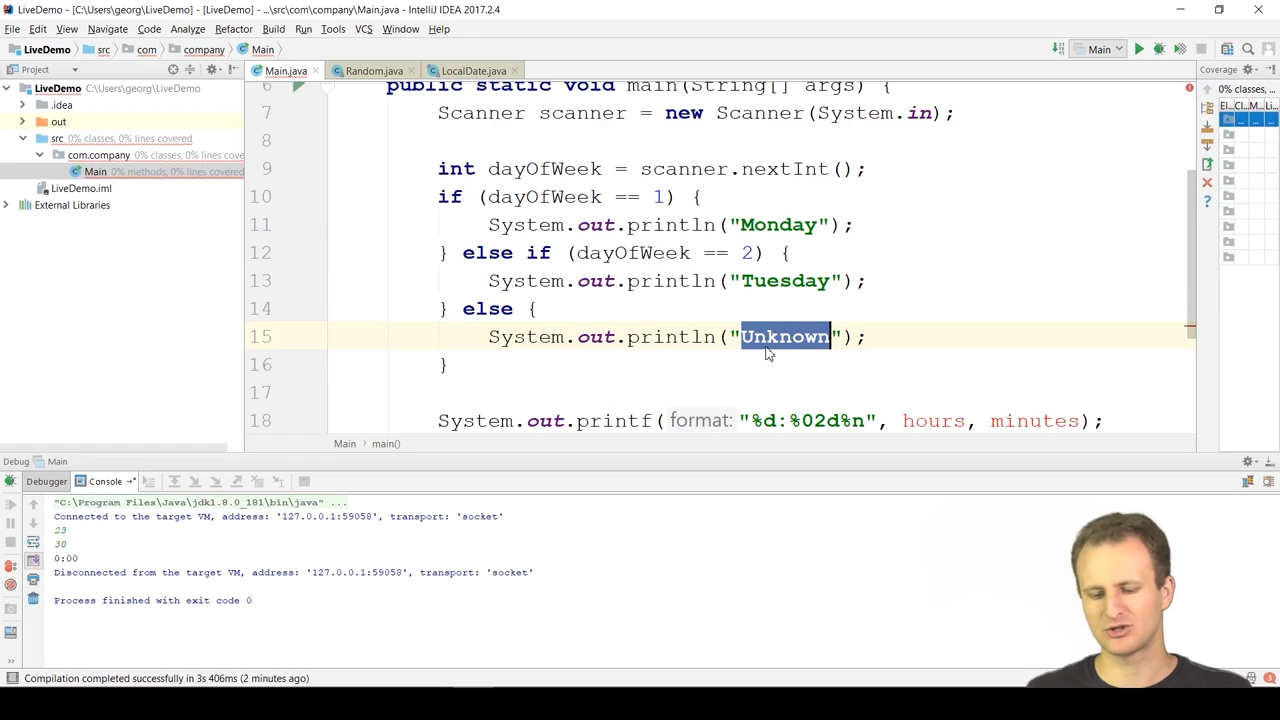 LiveDemo - [C:\Users\georg\LiveDemo] - [LiveDemo] - ...\src\com\company\Main.java - IntelliJ IDEA 2017.2.4
File Edit View Navigate Code Analyze Refactor Build Run Tools VCS Window Help
LiveDemo src com company Main Main
Project Main.java Random.java LocalDate.java Coverage
LiveDemo C:\Users\georg\LiveDemo
.idea
out
src 0% classes, 0% lines covered
com.company 0% classes, 0% lines cove
Main 0% methods, 0% lines covered
LiveDemo.iml
External Libraries
6 public static void main(String[] args) {
7 Scanner scanner = new Scanner(System.in);
8
9 int dayOfWeek = scanner.nextInt();
10 if (dayOfWeek == 1) {
11 System.out.println("Monday");
12 } else if (dayOfWeek == 2) {
13 System.out.println("Tuesday");
14 } else {
15 System.out.println("Unknown");
16 }
17
18 System.out.printf( format: "%d:%02d%n", hours, minutes);
Main main()
0% classes, ...
El... Cl... M... Li...
Debug Main
Debugger Console
"C:\Program Files\Java\jdk1.8.0_181\bin\java" ...
Connected to the target VM, address: '127.0.0.1:59058', transport: 'socket'
23
30
0:00
Disconnected from the target VM, address: '127.0.0.1:59058', transport: 'socket'
Process finished with exit code 0
Compilation completed successfully in 3s 406ms (2 minutes ago)